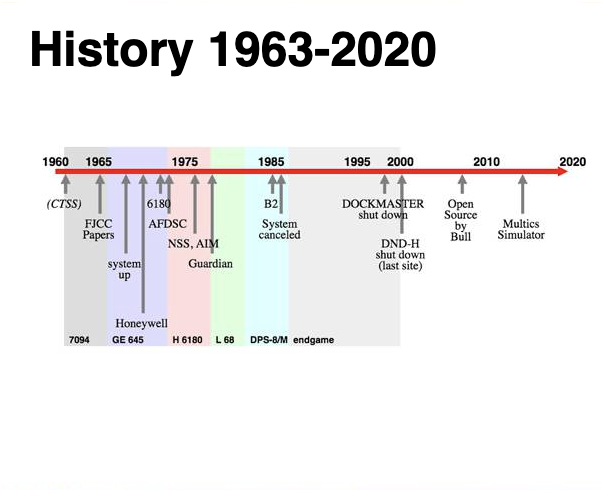 History 1963-2020
1960 1965 1975 1985 1995 2000 2010 2020
(CTSS)
FJCC
Papers
system
up
Honeywell
6180
AFDSC
NSS, AIM
Guardian
B2
System
canceled
DOCKMASTER
shut down
DND-H
shut down
(last site)
Open
Source
by
Bull
Multics
Simulator
7094 GE 645 H 6180 L 68 DPS-8/M endgame